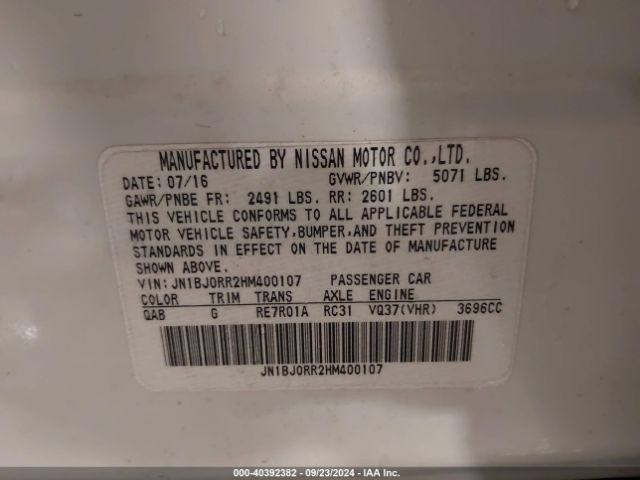 MANUFACTURED BY NISSAN MOTOR CO.,LTD.
DATE: 07/16 GVWR/PNBV: 5071 LBS.
GAWR/PNBE FR: 2491 LBS. RR: 2601 LBS.
THIS VEHICLE CONFORMS TO ALL APPLICABLE FEDERAL
MOTOR VEHICLE SAFETY,BUMPER,AND THEFT PREVENTION
STANDARDS IN EFFECT ON THE DATE OF MANUFACTURE
SHOWN ABOVE.
VIN: JN1BJ0RR2HM400107 PASSENGER CAR
COLOR TRIM TRANS AXLE ENGINE
QAB G RE7R01A RC31 VQ37(VHR) 3696CC
JN1BJ0RR2HM400107
000-40392382 - 09/23/2024 - IAA Inc.